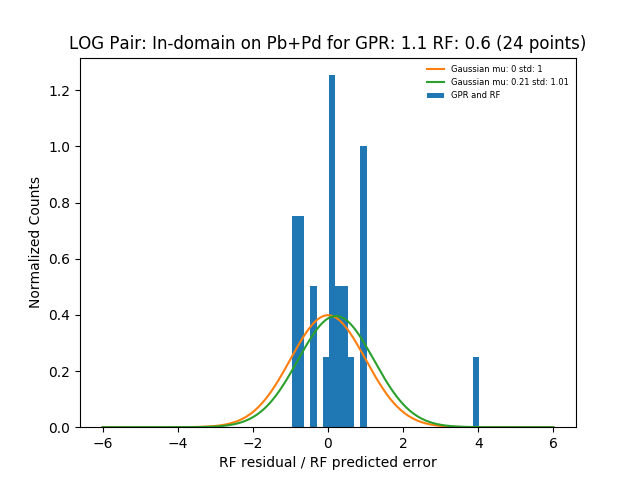 LOG Pair: In-domain on Pb+Pd for GPR: 1.1 RF: 0.6 (24 points)
Gaussian mu: 0 std: 1
Gaussian mu: 0.21 std: 1.01
GPR and RF
Normalized Counts
1.2
1.0
0.8
0.6
0.4
0.2
0.0
−6 −4 −2 0 2 4 6
RF residual / RF predicted error